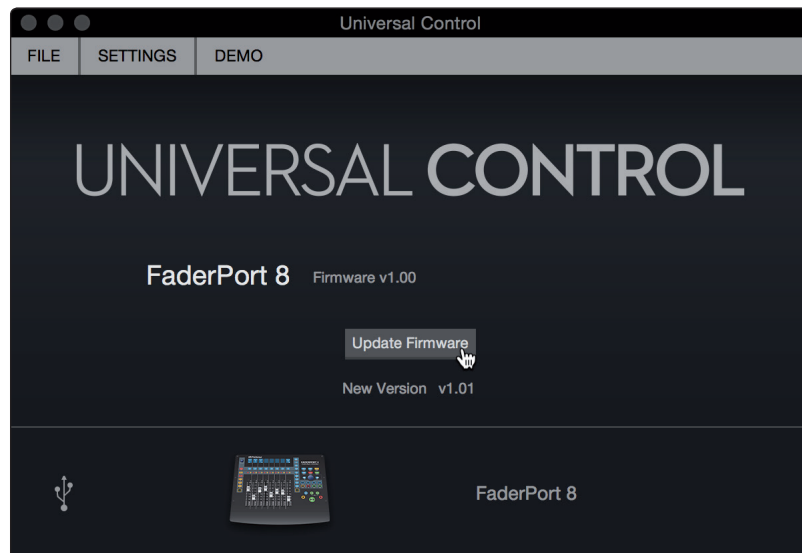 Universal Control
FILE SETTINGS DEMO
UNIVERSAL CONTROL
FaderPort 8 Firmware v1.00
Update Firmware
New Version v1.01
FaderPort 8